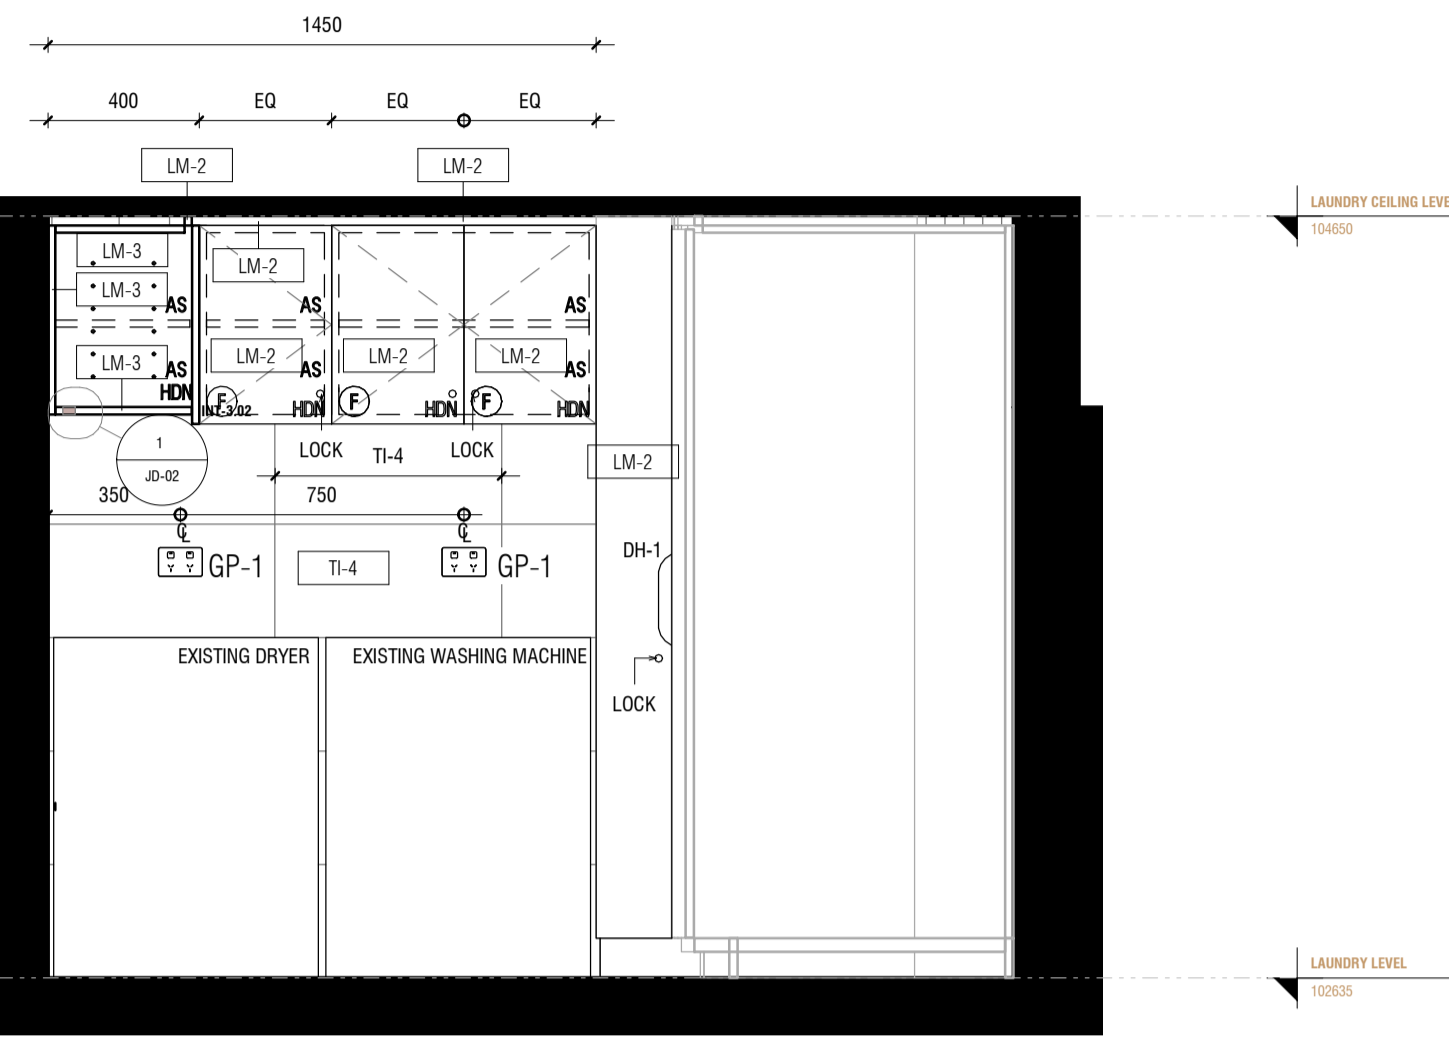 1450
400 EQ EQ EQ
LM-2 LM-2
LAUNDRY CEILING LEVE
104650
LM-3
LM-2
LM-3 AS AS AS
LM-3 LM-2 LM-2 LM-2
AS AS AS
HDN
F F F
INT-3.02 HDN HDN HDN
1
JD-02
LOCK TI-4 LOCK
LM-2
350 750
CL CL
GP-1 GP-1
TI-4
DH-1
EXISTING DRYER EXISTING WASHING MACHINE
LOCK
LAUNDRY LEVEL
102635